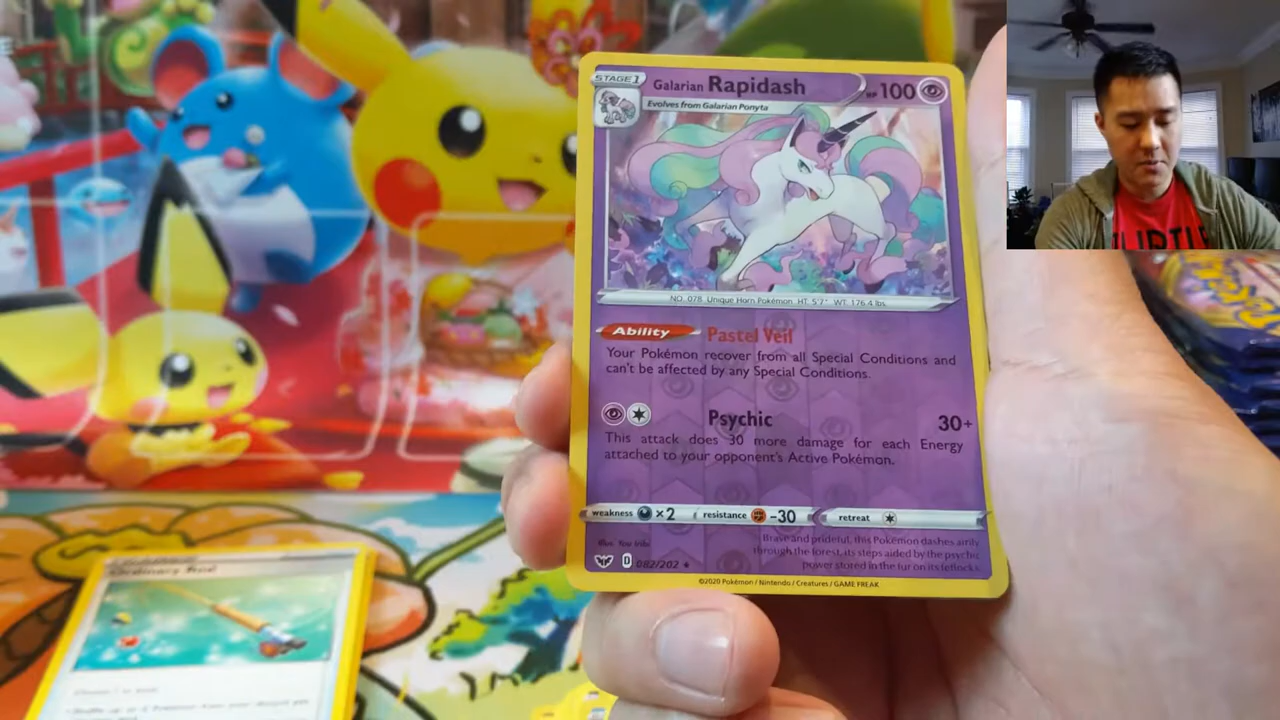 STAGE 1
Galarian Rapidash
HP 100
Evolves from Galarian Ponyta
NO. 078 Unique Horn Pokémon HT: 5'7" WT: 176.4 lbs
Ability Pastel Veil
Your Pokémon recover from all Special Conditions and
can't be affected by any Special Conditions.
Psychic 30+
This attack does 30 more damage for each Energy
attached to your opponent's Active Pokémon.
weakness ×2 resistance -30 retreat
Brave and prideful, this Pokémon dashes airily
through the forest, its steps aided by the psychic
power stored in the fur on its fetlocks.
D 082/202 ★
©2020 Pokémon / Nintendo / Creatures / GAME FREAK
Ordinary Rod
Pokémon